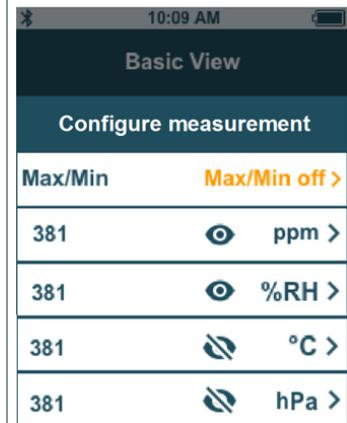 10:09 AM
Basic View
Configure measurement
Max/Min Max/Min off >
381 ppm >
381 %RH >
381 °C >
381 hPa >